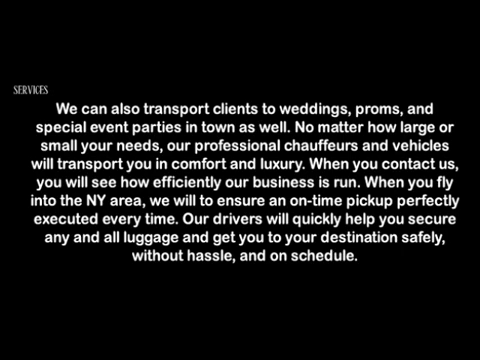 SERVICES
We can also transport clients to weddings, proms, and
special event parties in town as well. No matter how large or
small your needs, our professional chauffeurs and vehicles
will transport you in comfort and luxury. When you contact us,
you will see how efficiently our business is run. When you fly
into the NY area, we will to ensure an on-time pickup perfectly
executed every time. Our drivers will quickly help you secure
any and all luggage and get you to your destination safely,
without hassle, and on schedule.